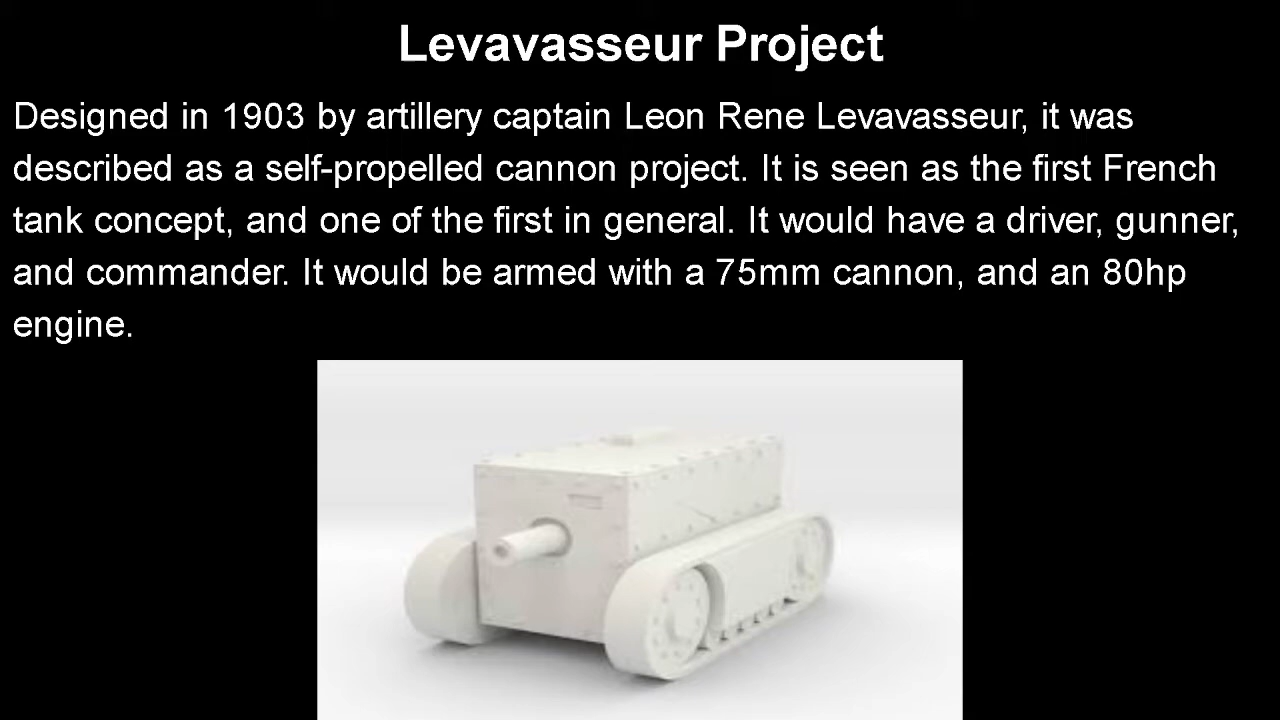 Levavasseur Project
Designed in 1903 by artillery captain Leon Rene Levavasseur, it was
described as a self-propelled cannon project. It is seen as the first French
tank concept, and one of the first in general. It would have a driver, gunner,
and commander. It would be armed with a 75mm cannon, and an 80hp
engine.